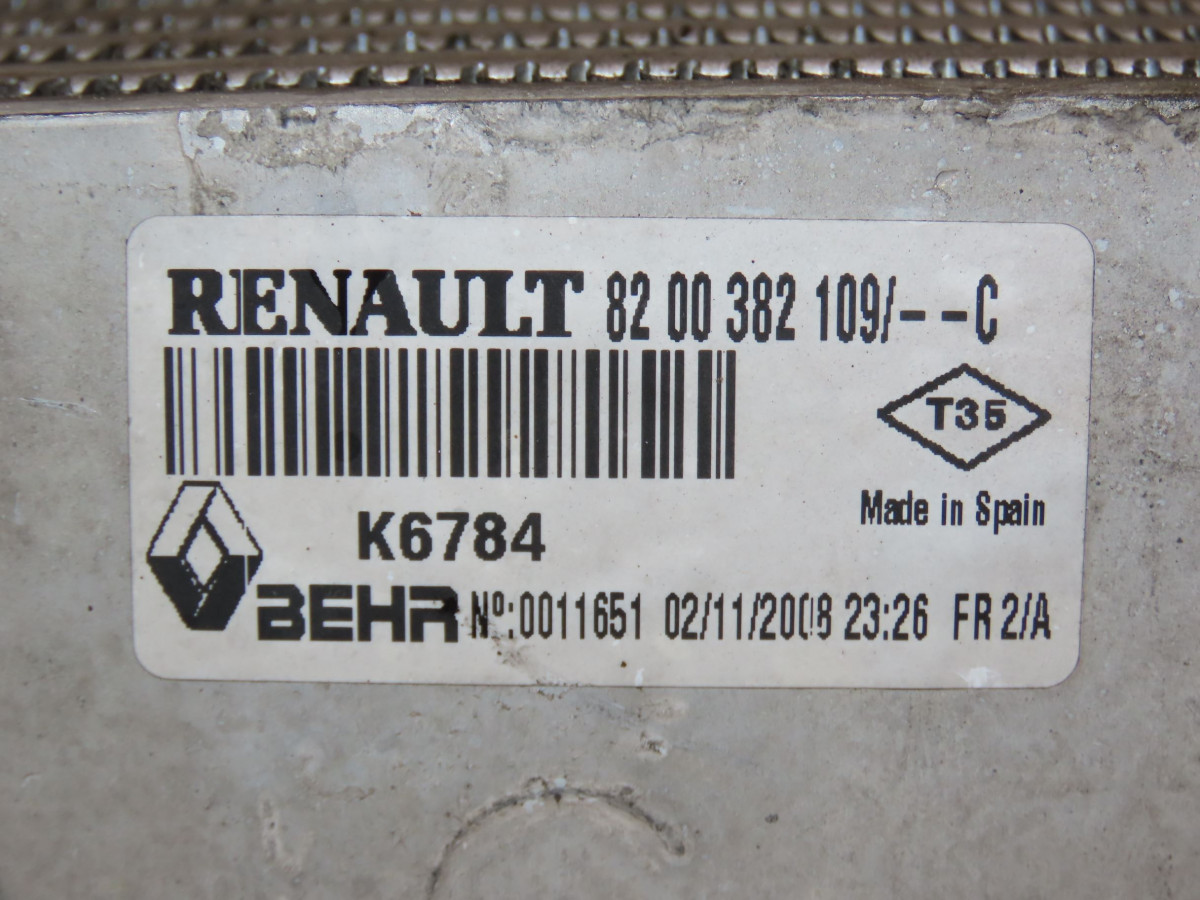 RENAULT 82 00 382 109/---C
T35
Made in Spain
K6784
BEHR Nº:0011651 02/11/2008 23:26 FR 2/A